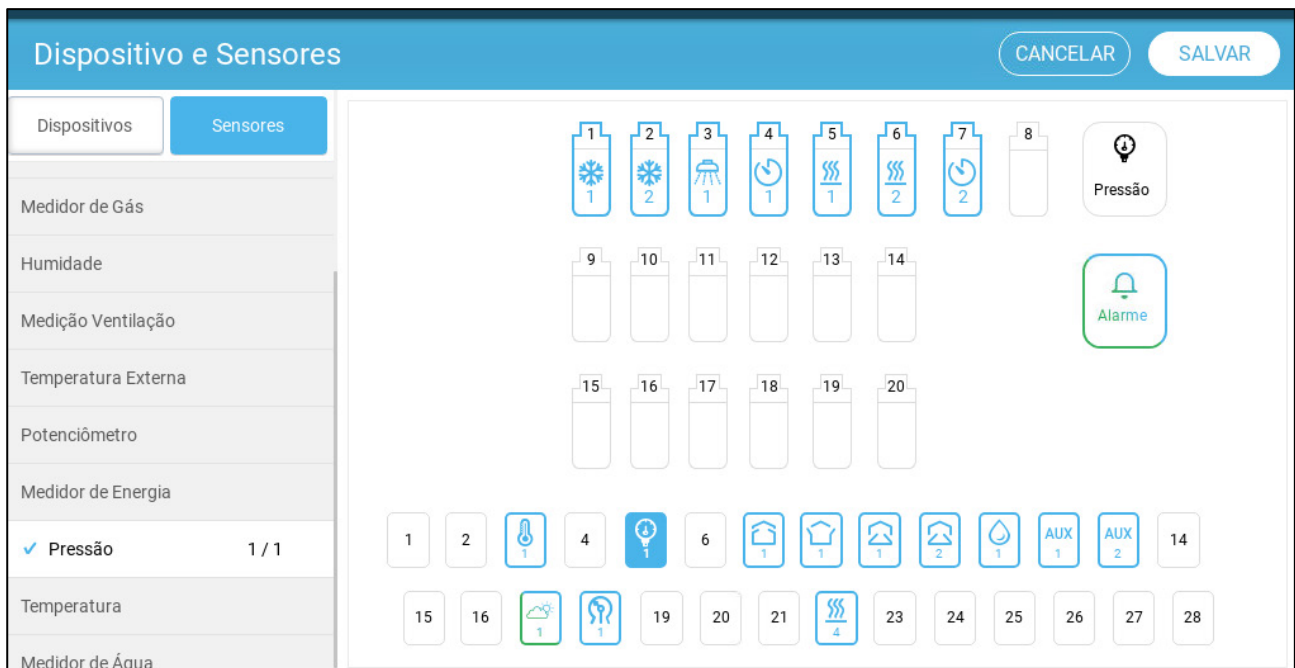 Dispositivo e Sensores
CANCELAR
SALVAR
Dispositivos
Sensores
Medidor de Gás
Humidade
Medição Ventilação
Temperatura Externa
Potenciômetro
Medidor de Energia
Pressão 1 / 1
Temperatura
Medidor de Água
1 2 3 4 5 6 7 8
1 2 1 1 1 2 2
Pressão
9 10 11 12 13 14
Alarme
15 16 17 18 19 20
1 2 4 6 AUX AUX 14
1 1 1 1 1 2 1 1 2
15 16 19 20 21 23 24 25 26 27 28
1 1 4